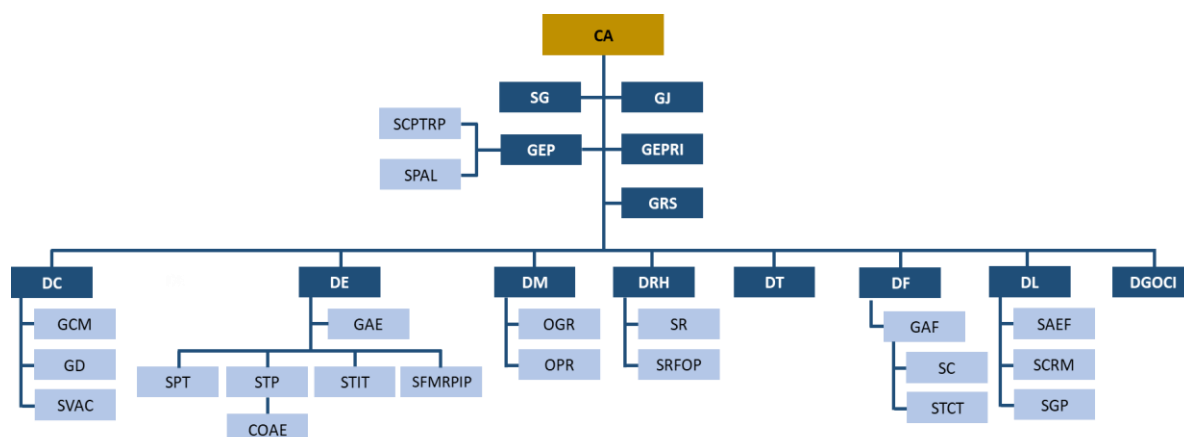 CA
SG
GJ
SCPTRP
GEP
GEPRI
SPAL
GRS
DC
DE
DM
DRH
DT
DF
DL
DGOCI
GCM
GAE
OGR
SR
GAF
SAEF
GD
OPR
SRFOP
SC
SCRM
SPT
STP
STIT
SFMRPIP
SVAC
STCT
SGP
COAE